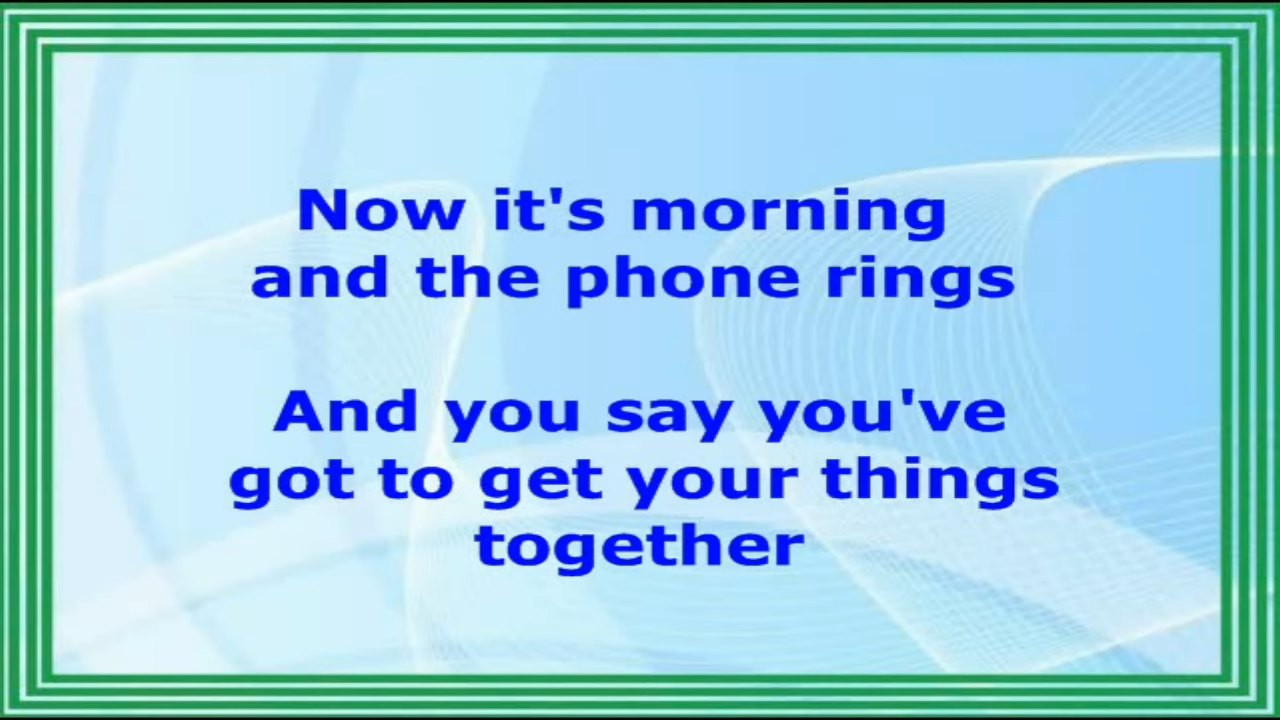 Now it's morning
and the phone rings
And you say you've
got to get your things
together